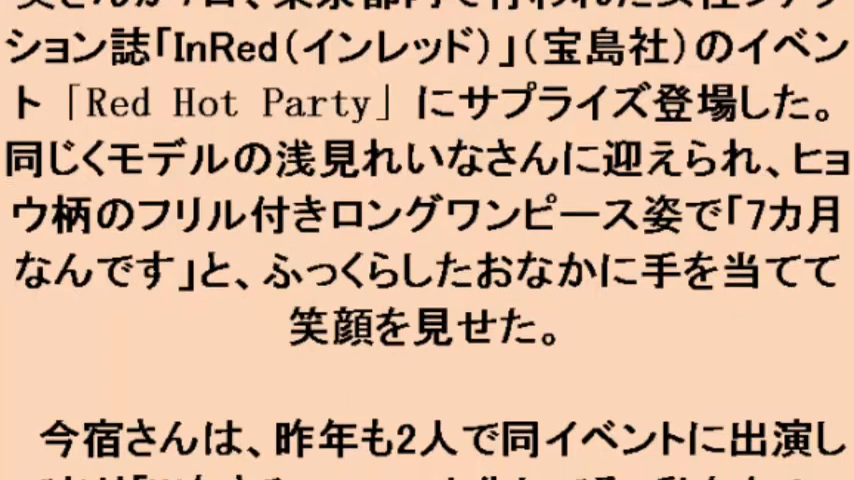 ション誌「InRed(インレッド)」(宝島社)のイベン
ト「Red Hot Party」にサプライズ登場した。
同じくモデルの浅見れいなさんに迎えられ、ヒョ
ウ柄のフリル付きロングワンピース姿で「7カ月
なんです」と、ふっくらしたおなかに手を当てて
笑顔を見せた。
今宿さんは、昨年も2人で同イベントに出演し